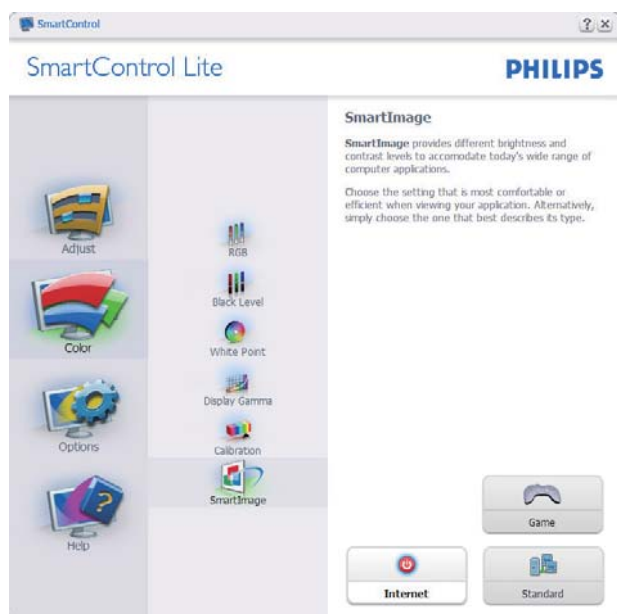 SmartControl
SmartControl Lite
PHILIPS
Adjust
Color
Options
Help
RGB
Black Level
White Point
Display Gamma
Calibration
SmartImage
SmartImage
SmartImage provides different brightness and
contrast levels to accomodate today's wide range of
computer applications.
Choose the setting that is most comfortable or
efficient when viewing your application. Alternatively,
simply choose the one that best describes its type.
Game
Internet
Standard